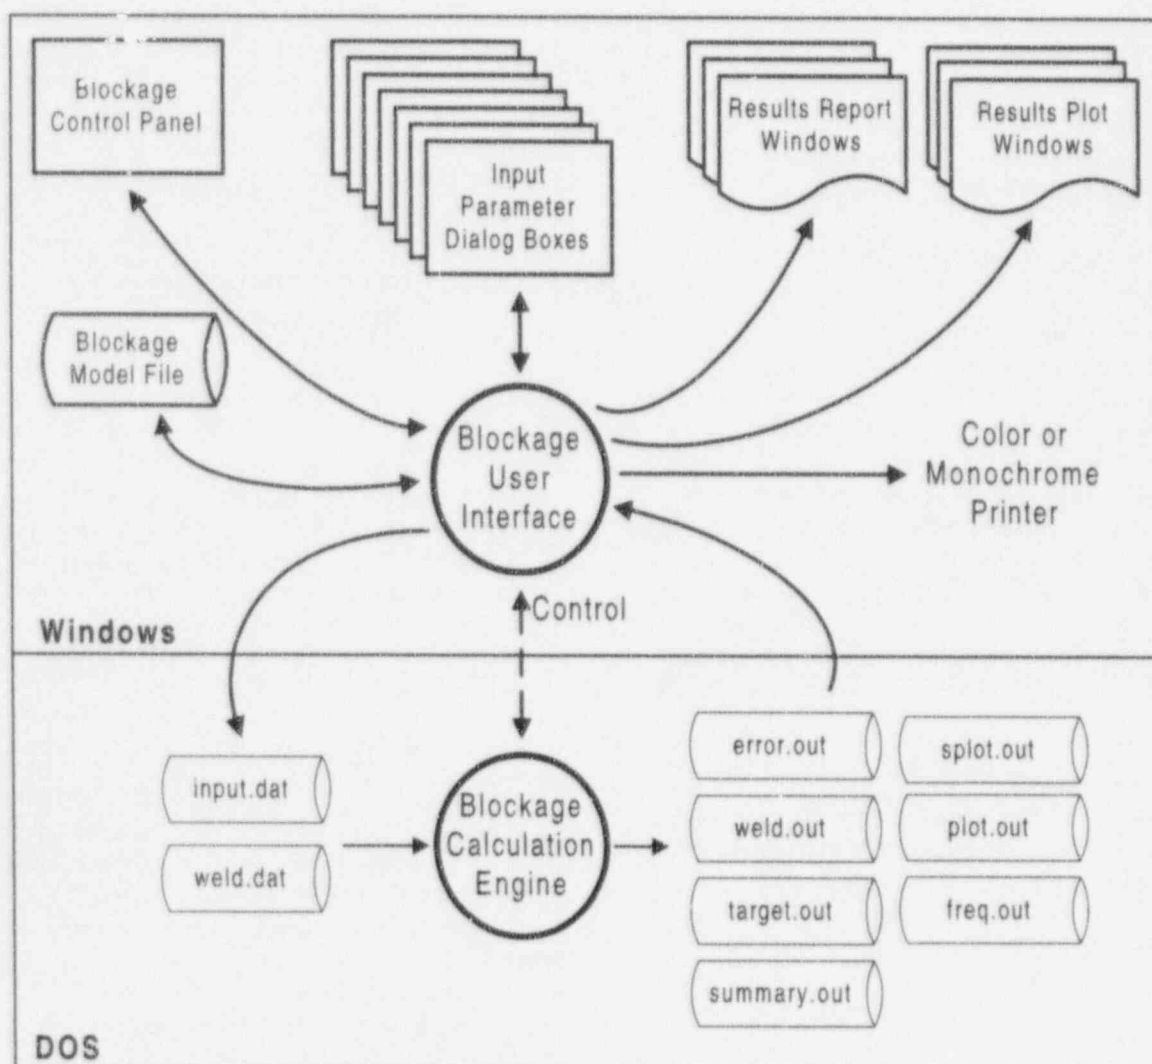 Blockage
Control Panel
Input
Parameter
Dialog Boxes
Results Report
Windows
Results Plot
Windows
Blockage
Model File
Blockage
User
Interface
Color or
Monochrome
Printer
Control
Windows
input.dat
weld.dat
Blockage
Calculation
Engine
error.out
splot.out
weld.out
plot.out
target.out
freq.out
summary.out
DOS